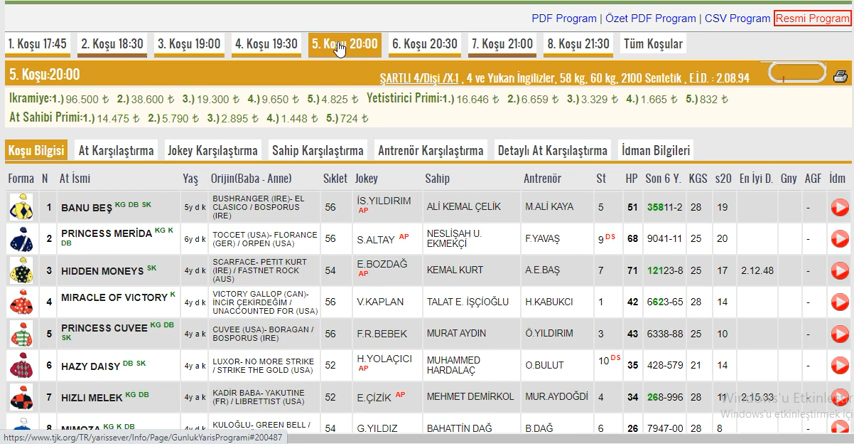 PDF Program | Özet PDF Program | CSV Program Resmi Program
1. Koşu 17:45 2. Koşu 18:30 3. Koşu 19:00 4. Koşu 19:30 5. Koşu 20:00 6. Koşu 20:30 7. Koşu 21:00 8. Koşu 21:30 Tüm Koşular
5. Koşu:20:00 ŞARTLI 4/Dişi /X1 , 4 ve Yukarı İngilizler, 58 kg, 60 kg, 2100 Sentetik , E.İ.D. : 2.08.94
Ikramiye:1.) 96.500 ₺ 2.) 38.600 ₺ 3.) 19.300 ₺ 4.) 9.650 ₺ 5.) 4.825 ₺ Yetistirici Primi:1.) 16.646 ₺ 2.) 6.659 ₺ 3.) 3.329 ₺ 4.) 1.665 ₺ 5.) 832 ₺
At Sahibi Primi:1.) 14.475 ₺ 2.) 5.790 ₺ 3.) 2.895 ₺ 4.) 1.448 ₺ 5.) 724 ₺
Koşu Bilgisi At Karşılaştırma Jokey Karşılaştırma Sahip Karşılaştırma Antrenör Karşılaştırma Detaylı At Karşılaştırma İdman Bilgileri
Forma N At İsmi Yaş Orijin(Baba - Anne) Sıklet Jokey Sahip Antrenör St HP Son 6 Y. KGS s20 En İyi D. Gny AGF İdm
1 BANU BEŞ KG DB SK 5y d k BUSHRANGER (IRE)- EL CLASICO / BOSPORUS (IRE) 56 İS.YILDIRIM AP ALİ KEMAL ÇELİK M.ALİ KAYA 5 51 35811-2 28 19 -
2 PRINCESS MERİDA KG K DB 6y d k TOCCET (USA)- FLORANCE (GER) / ORPEN (USA) 56 S.ALTAY AP NESLİŞAH U. EKMEKÇİ F.YAVAŞ 9 DS 68 9041-11 25 20 -
3 HIDDEN MONEYS SK 4y d k SCARFACE- PETIT KURT (IRE) / FASTNET ROCK (AUS) 54 E.BOZDAĞ AP KEMAL KURT A.E.BAŞ 7 71 12123-8 25 17 2.12.48 -
4 MIRACLE OF VICTORY K 4y d k VICTORY GALLOP (CAN)- İNCİR ÇEKİRDEĞİM / UNACCOUNTED FOR (USA) 56 V.KAPLAN TALAT E. İŞÇİOĞLU H.KABUKCI 1 42 6623-65 28 14 -
5 PRINCESS CUVEE KG DB SK 4y a k CUVEE (USA)- BORAGAN / BOSPORUS (IRE) 56 F.R.BEBEK MURAT AYDIN Ö.YILDIRIM 3 43 6338-88 25 10 -
6 HAZY DAISY DB SK 4y a k LUXOR- NO MORE STRIKE / STRIKE THE GOLD (USA) 52 H.YOLAÇICI AP MUHAMMED HARDALAÇ O.BULUT 10 DS 35 428-579 21 14 -
7 HIZLI MELEK KG DB 4y a k KADIR BABA- YAKUTINE (FR) / LIBRETTIST (USA) 52 E.ÇİZİK AP MEHMET DEMİRKOL MUR.AYDOĞDİ 4 34 268-996 28 11 2.15.33 -
8 MIMOZA KG K DB KULOĞLU- GREEN BELL / 54 G.YILDIZ BAHATTİN DAĞ B.DAĞ 6 26 7947-00 28 8 -
Windows'u Etkinleştir
Windows'u etkinleştirmek iç
https://www.tjk.org/TR/yarissever/Info/Page/GunlukYarisProgrami#200487